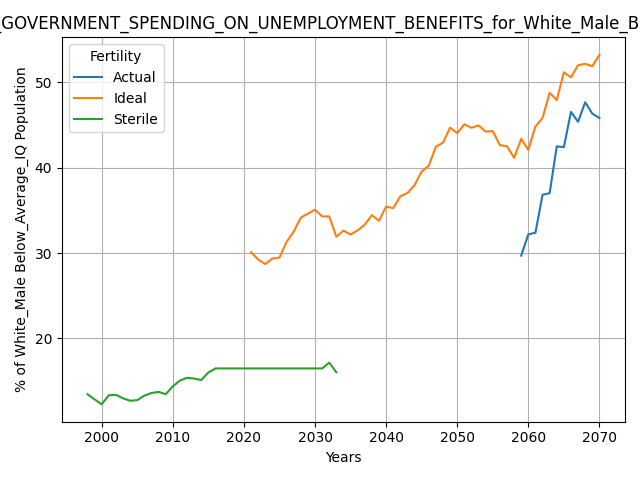 _GOVERNMENT_SPENDING_ON_UNEMPLOYMENT_BENEFITS_for_White_Male_B
Fertility
Actual
Ideal
Sterile
% of White_Male Below_Average_IQ Population
50
40
30
20
2000 2010 2020 2030 2040 2050 2060 2070
Years